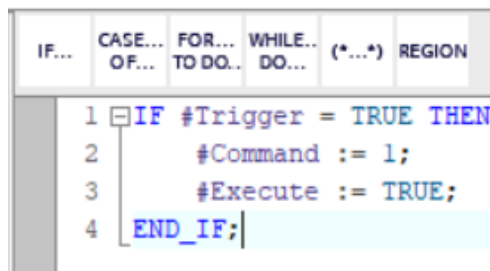 IF... CASE... OF... FOR... TO DO... WHILE.. DO... (*...*) REGION
1 IF #Trigger = TRUE THEN
2 #Command := 1;
3 #Execute := TRUE;
4 END_IF;